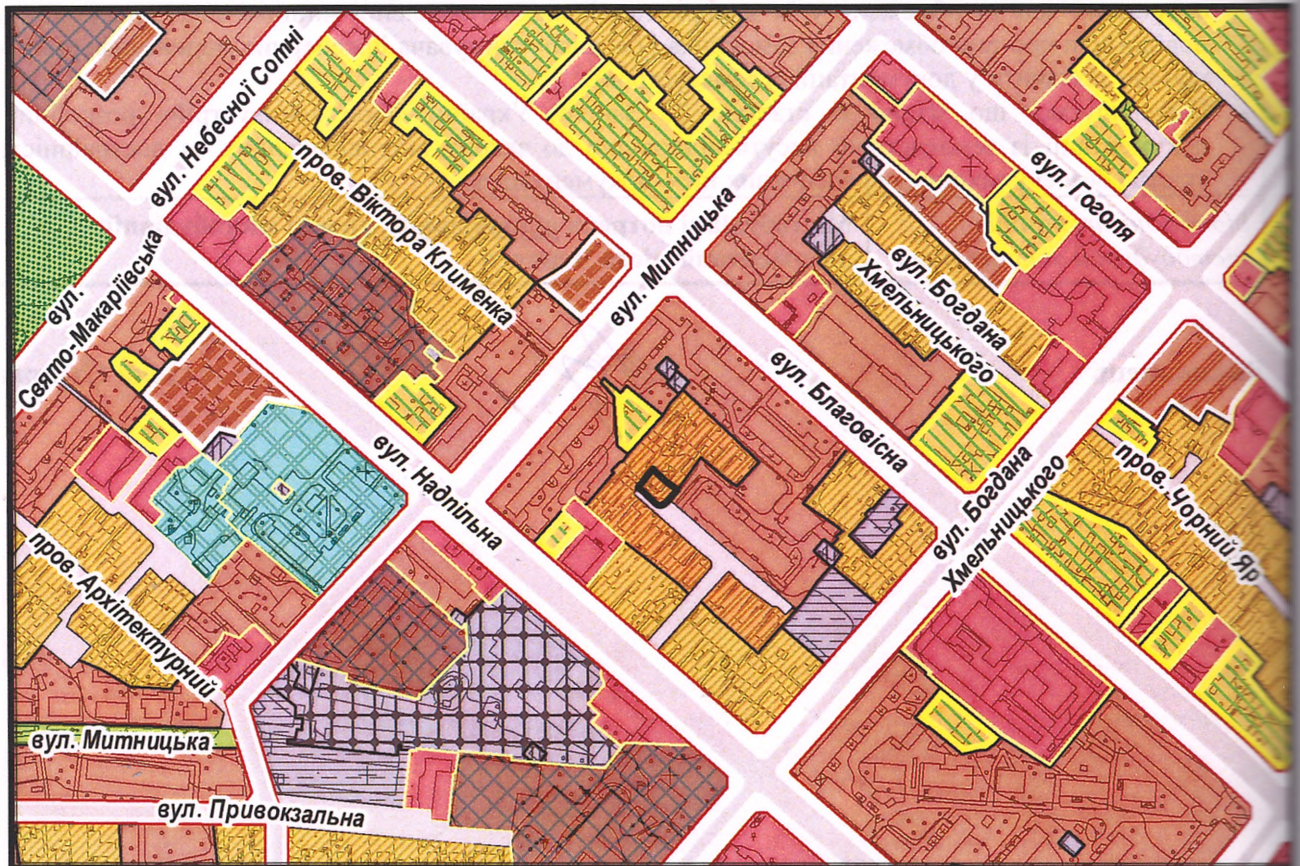 вул. Небесної Сотні
пров. Віктора Клименка
вул. Гоголя
вул. Митницька
вул. Богдана
Хмельницького
вул.
Свято-Макаріївська
вул. Благовісна
вул. Надпільна
вул. Богдана
Хмельницького
пров. Чорний Яр
пров. Архітектурний
вул. Митницька
вул. Привокзальна